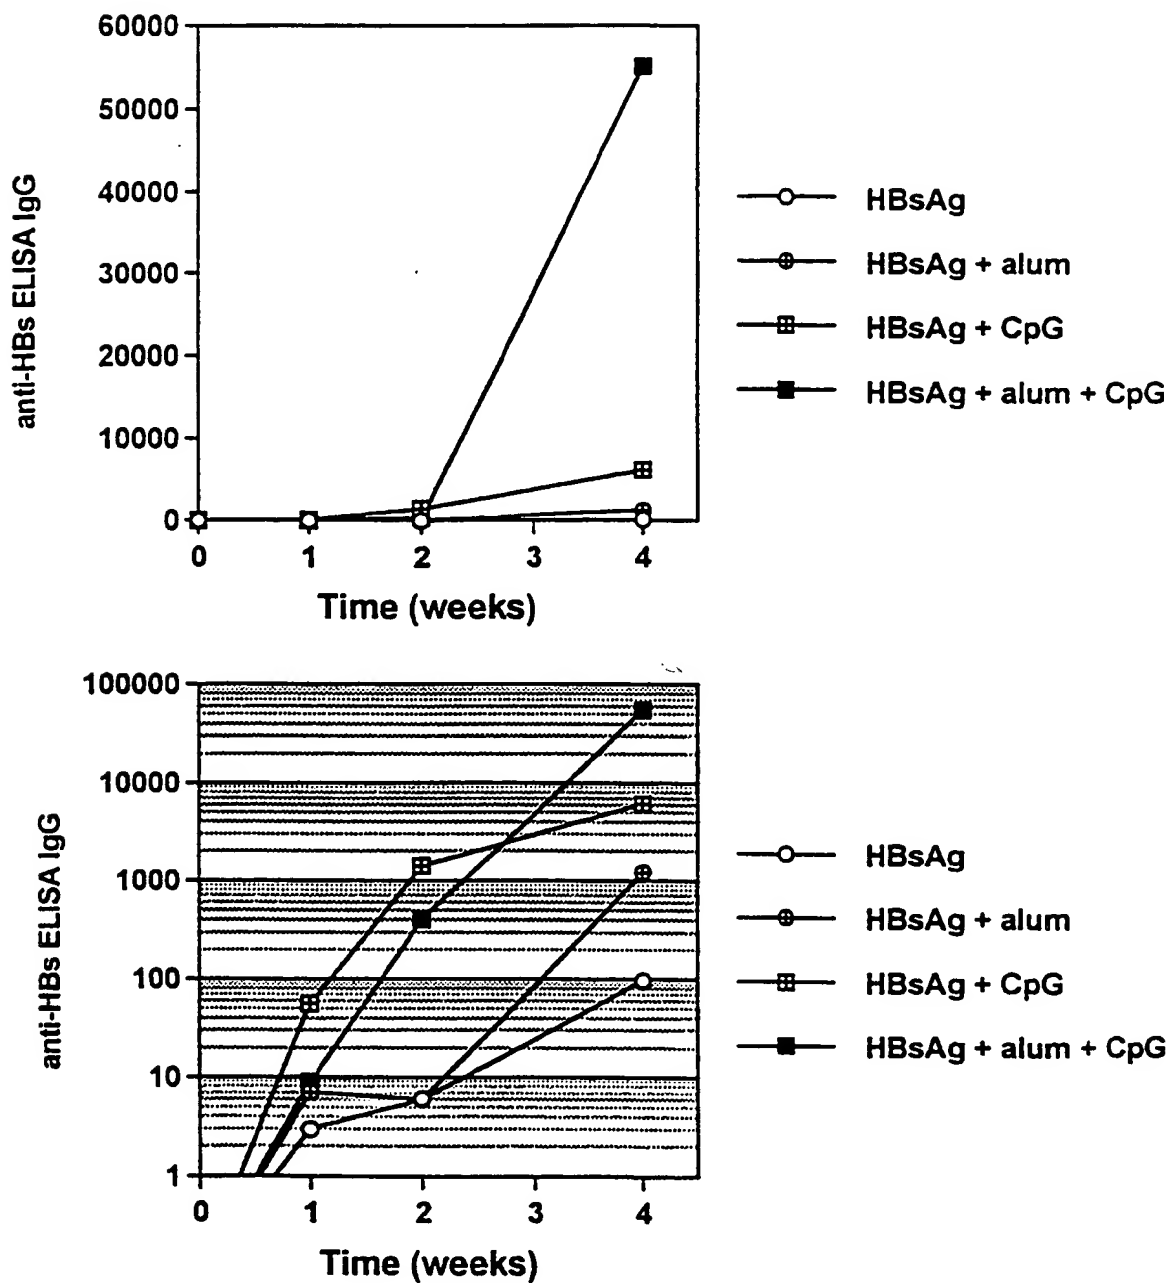 60000
50000
40000
30000
20000
10000
0
anti-HBs ELISA IgG
0 1 2 3 4
Time (weeks)
HBsAg
HBsAg + alum
HBsAg + CpG
HBsAg + alum + CpG
100000
10000
1000
100
10
1
anti-HBs ELISA IgG
0 1 2 3 4
Time (weeks)
HBsAg
HBsAg + alum
HBsAg + CpG
HBsAg + alum + CpG